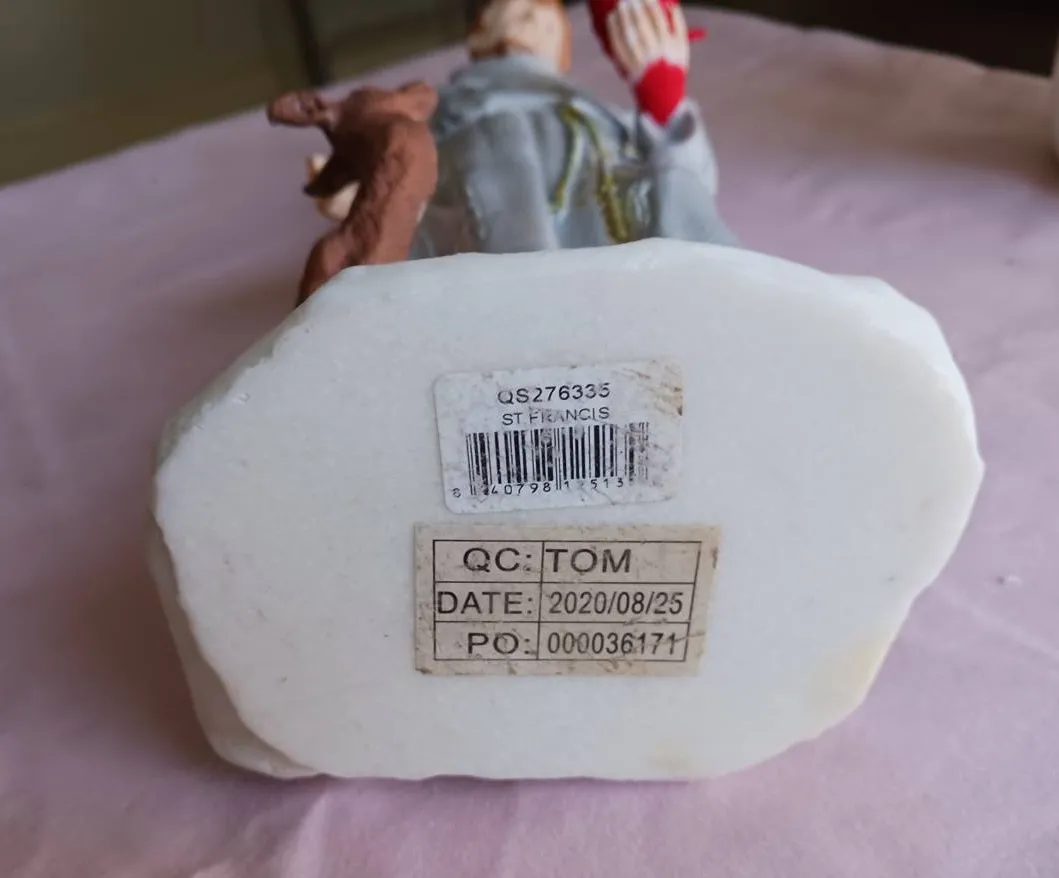 QS276335
ST FRANCIS
QC: TOM
DATE: 2020/08/25
PO: 000036171